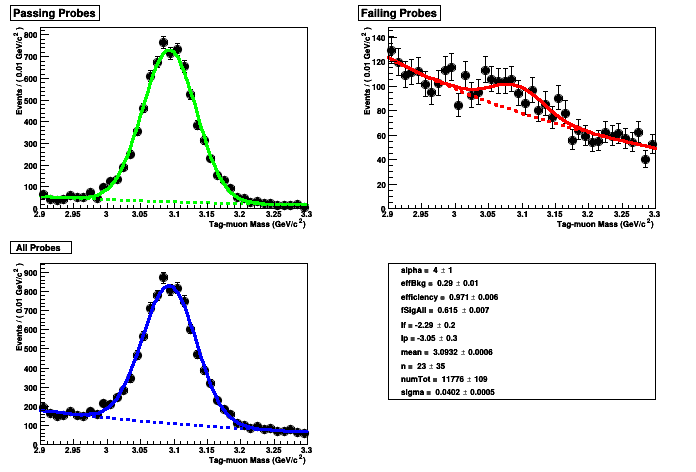 Passing Probes
Events / ( 0.01 GeV/c² )
800
700
600
500
400
300
200
100
0
2.9 2.95 3 3.05 3.1 3.15 3.2 3.25 3.3
Tag-muon Mass (GeV/c²)
Failing Probes
Events / ( 0.01 GeV/c² )
140
120
100
80
60
40
20
0
2.9 2.95 3 3.05 3.1 3.15 3.2 3.25 3.3
Tag-muon Mass (GeV/c²)
All Probes
Events / ( 0.01 GeV/c² )
900
800
700
600
500
400
300
200
100
0
2.9 2.95 3 3.05 3.1 3.15 3.2 3.25 3.3
Tag-muon Mass (GeV/c²)
alpha = 4 ± 1
effBkg = 0.29 ± 0.01
efficiency = 0.971 ± 0.006
fSigAll = 0.615 ± 0.007
lf = -2.29 ± 0.2
lp = -3.05 ± 0.3
mean = 3.0932 ± 0.0006
n = 23 ± 35
numTot = 11776 ± 109
sigma = 0.0402 ± 0.0005